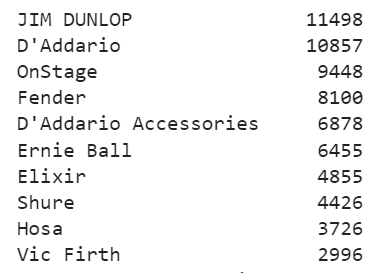 JIM DUNLOP 11498
D'Addario 10857
OnStage 9448
Fender 8100
D'Addario Accessories 6878
Ernie Ball 6455
Elixir 4855
Shure 4426
Hosa 3726
Vic Firth 2996